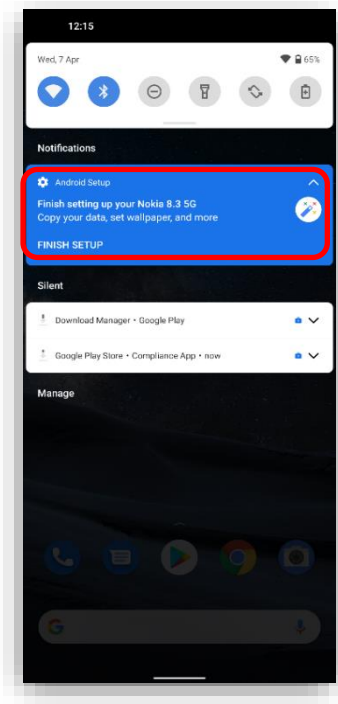 12:15
Wed, 7 Apr
65%
Notifications
Android Setup
Finish setting up your Nokia 8.3 5G
Copy your data, set wallpaper, and more
FINISH SETUP
Silent
Download Manager • Google Play
Google Play Store • Compliance App • now
Manage